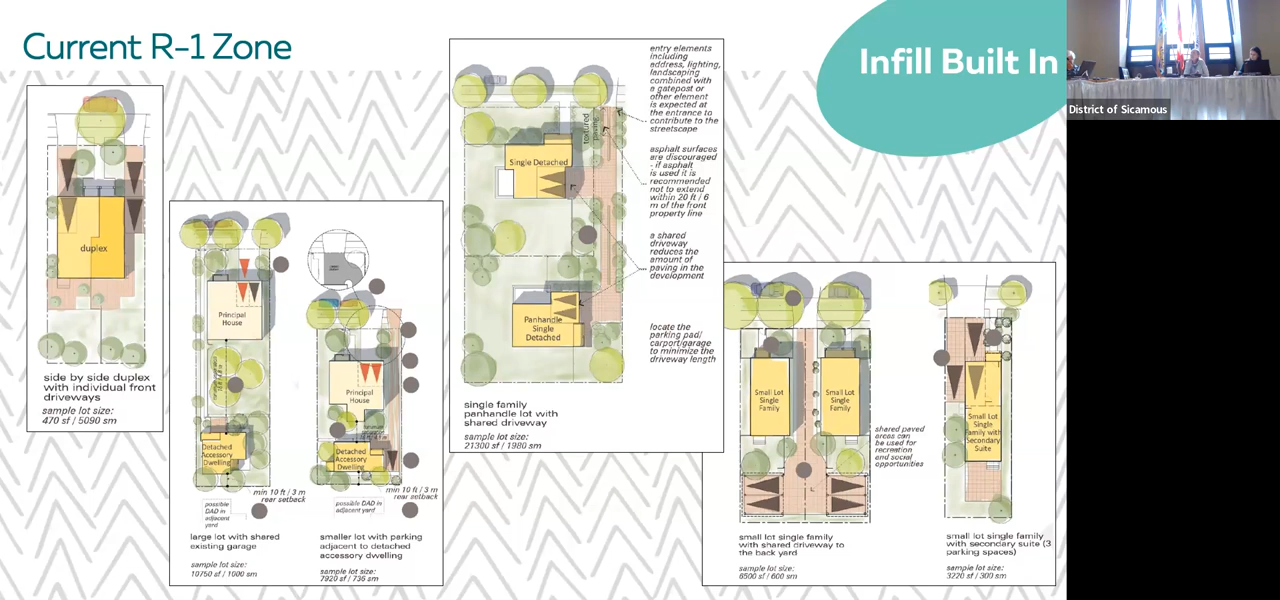 Current R-1 Zone
Infill Built In
District of Sicamous
duplex
side by side duplex
with individual front
driveways
sample lot size:
470 sf / 5090 sm
Principal
House
Detached
Accessory
Dwelling
min 10 ft / 3 m
rear setback
possible
DAD in
adjacent
yard
large lot with shared
existing garage
sample lot size:
10750 sf / 1000 sm
Principal
House
Detached
Accessory
Dwelling
min 10 ft / 3 m
rear setback
possible DAD in
adjacent yard
smaller lot with parking
adjacent to detached
accessory dwelling
sample lot size:
7920 sf / 736 sm
Single Detached
textured
Panhandle
Single
Detached
entry elements
including
address, lighting,
landscaping
combined with
a gatepost or
other element
is expected at
the entrance to
contribute to the
streetscape
asphalt surfaces
are discouraged
- if asphalt
is used it is
recommended
not to extend
within 20 ft / 6
m of the front
property line
a shared
driveway
reduces the
amount of
paving in the
development
locate the
parking pad/
carport/garage
to minimize the
driveway length
single family
panhandle lot with
shared driveway
sample lot size:
21300 sf / 1980 sm
Small Lot
Single
Family
Small Lot
Single
Family
shared paved
areas can
be used for
recreation
and social
opportunities
small lot single family
with shared driveway to
the back yard
sample lot size:
6500 sf / 600 sm
Small Lot
Single
Family with
Secondary
Suite
small lot single family
with secondary suite (3
parking spaces)
sample lot size:
3220 sf / 300 sm